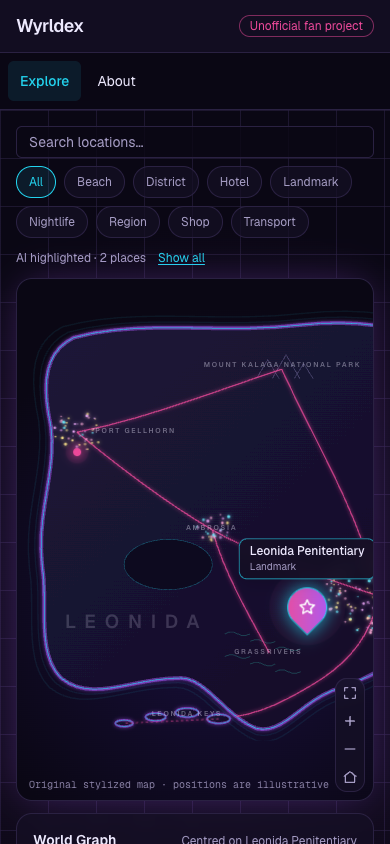 Wyrldex
Unofficial fan project
Explore
About
Search locations…
All
Beach
District
Hotel
Landmark
Nightlife
Region
Shop
Transport
AI highlighted · 2 places
Show all
MOUNT KALAGA NATIONAL PARK
PORT GELLHORN
AMBROSIA
Leonida Penitentiary
Landmark
LEONIDA
GRASSRIVERS
LEONIDA KEYS
Original stylized map · positions are illustrative
World Graph
Centred on Leonida Penitentiary